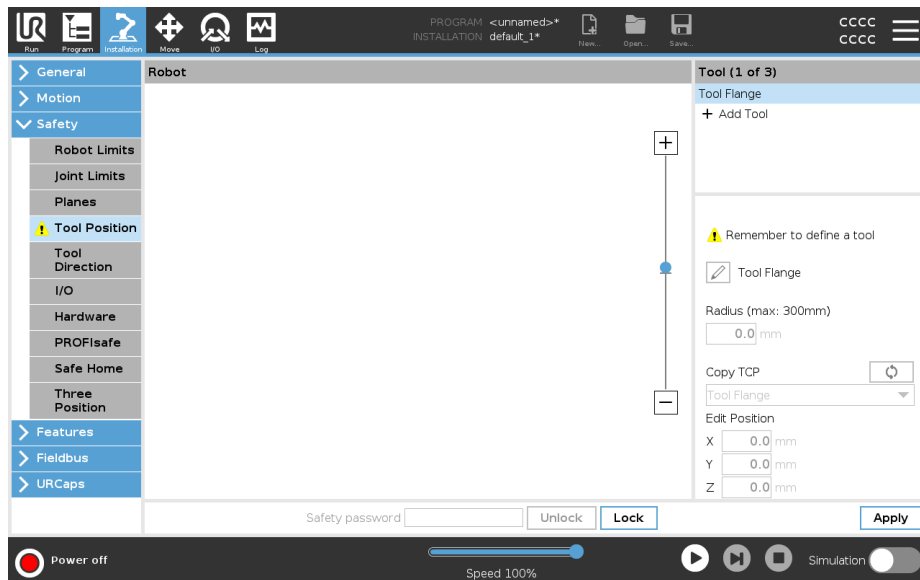 UR
Run
Program
Installation
Move
I/O
Log
PROGRAM <unnamed>*
INSTALLATION default_1*
New...
Open...
Save...
CCCC
CCCC
General
Motion
Safety
Robot Limits
Joint Limits
Planes
Tool Position
Tool
Direction
I/O
Hardware
PROFIsafe
Safe Home
Three
Position
Features
Fieldbus
URCaps
Robot
Tool (1 of 3)
Tool Flange
+ Add Tool
Remember to define a tool
Tool Flange
Radius (max: 300mm)
0.0 mm
Copy TCP
Tool Flange
Edit Position
X 0.0 mm
Y 0.0 mm
Z 0.0 mm
Safety password
Unlock
Lock
Apply
Power off
Speed 100%
Simulation